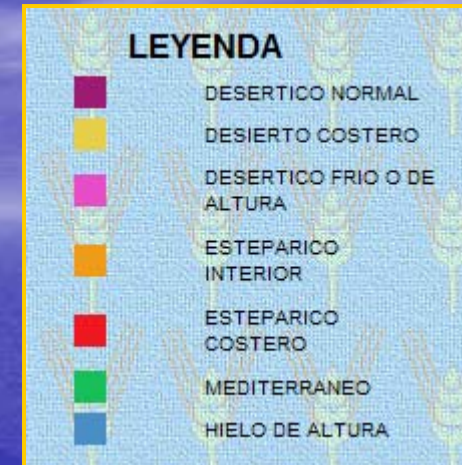 LEYENDA
DESERTICO NORMAL
DESIERTO COSTERO
DESERTICO FRIO O DE
ALTURA
ESTEPARICO
INTERIOR
ESTEPARICO
COSTERO
MEDITERRANEO
HIELO DE ALTURA